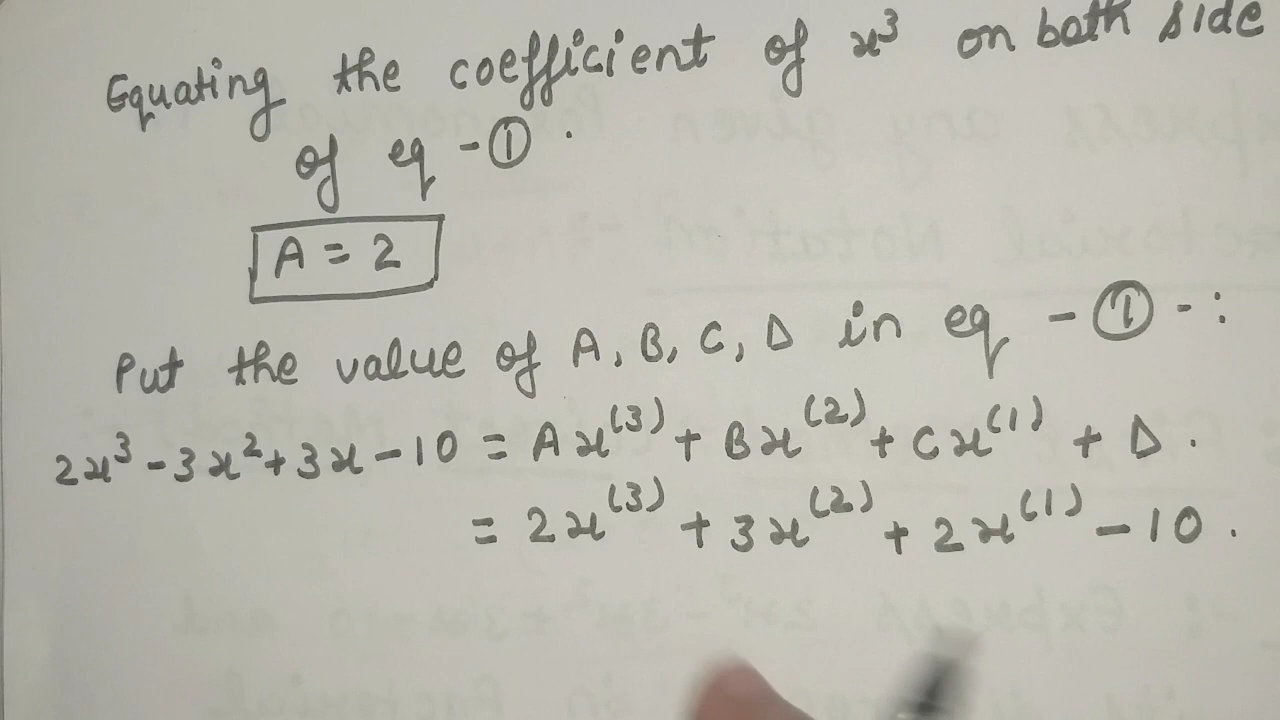 Equating the coefficient of x³ on both side
of eq -①.
A = 2
Put the value of A, B, C, D in eq - ① -:
2x³ - 3x² + 3x - 10 = Ax⁽³⁾ + Bx⁽²⁾ + Cx⁽¹⁾ + D.
= 2x⁽³⁾ + 3x⁽²⁾ + 2x⁽¹⁾ - 10.